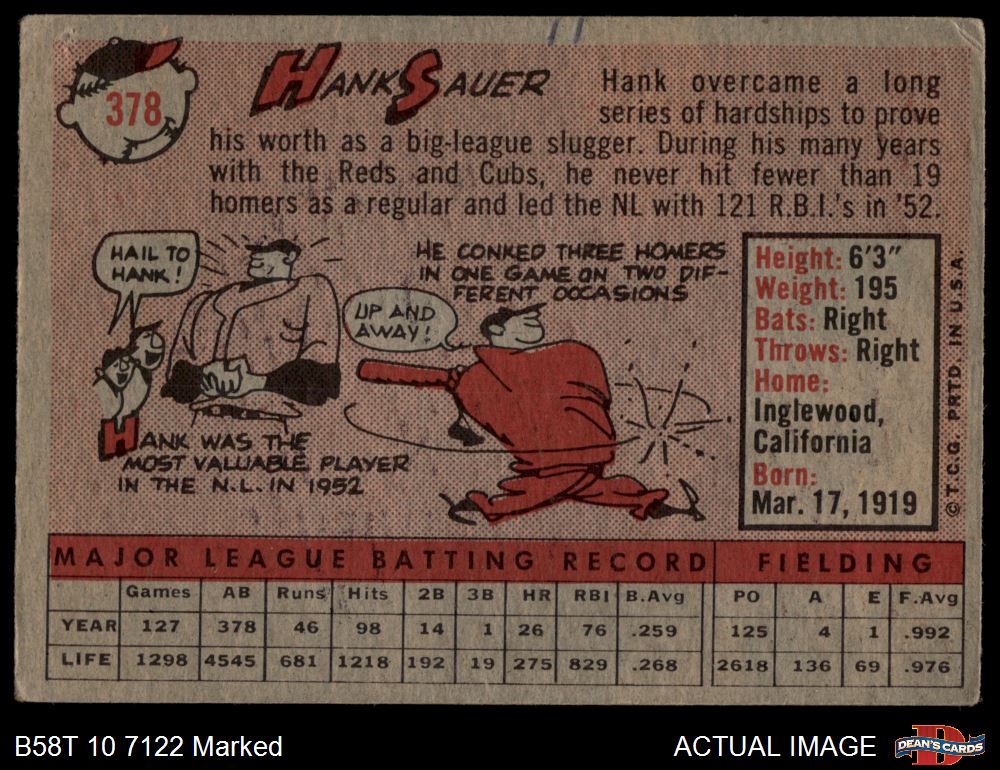 11
378
HANK SAUER
Hank overcame a long
series of hardships to prove
his worth as a big-league slugger. During his many years
with the Reds and Cubs, he never hit fewer than 19
homers as a regular and led the NL with 121 R.B.I.'s in '52.
HAIL TO
HANK!
HANK WAS THE
MOST VALUABLE PLAYER
IN THE N.L. IN 1952
HE CONKED THREE HOMERS
IN ONE GAME ON TWO DIF-
FERENT OCCASIONS
UP AND
AWAY!
Height: 6'3"
Weight: 195
Bats: Right
Throws: Right
Home:
Inglewood,
California
Born:
Mar. 17, 1919
© T.C.G. PRTD. IN U.S.A.
MAJOR LEAGUE BATTING RECORD FIELDING
Games AB Runs Hits 2B 3B HR RBI B.Avg PO A E F.Avg
YEAR 127 378 46 98 14 1 26 76 .259 125 4 1 .992
LIFE 1298 4545 681 1218 192 19 275 829 .268 2618 136 69 .976
B58T 10 7122 Marked
ACTUAL IMAGE
DEAN'S CARDS